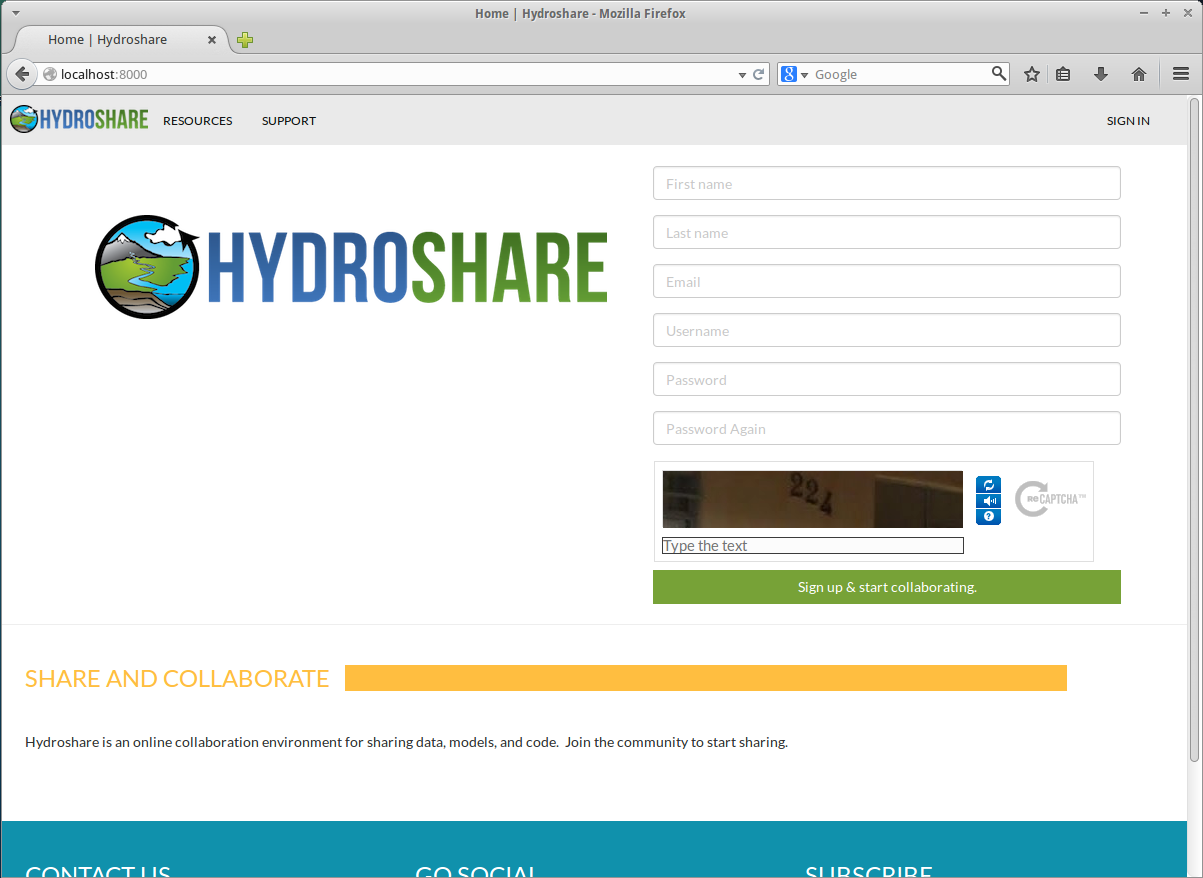 Home | Hydroshare - Mozilla Firefox
Home | Hydroshare
localhost:8000
Google
HYDROSHARE RESOURCES SUPPORT SIGN IN
HYDROSHARE
First name
Last name
Email
Username
Password
Password Again
224
reCAPTCHA™
Type the text
Sign up & start collaborating.
SHARE AND COLLABORATE
Hydroshare is an online collaboration environment for sharing data, models, and code. Join the community to start sharing.
CONTACT US GO SOCIAL SUBSCRIBE